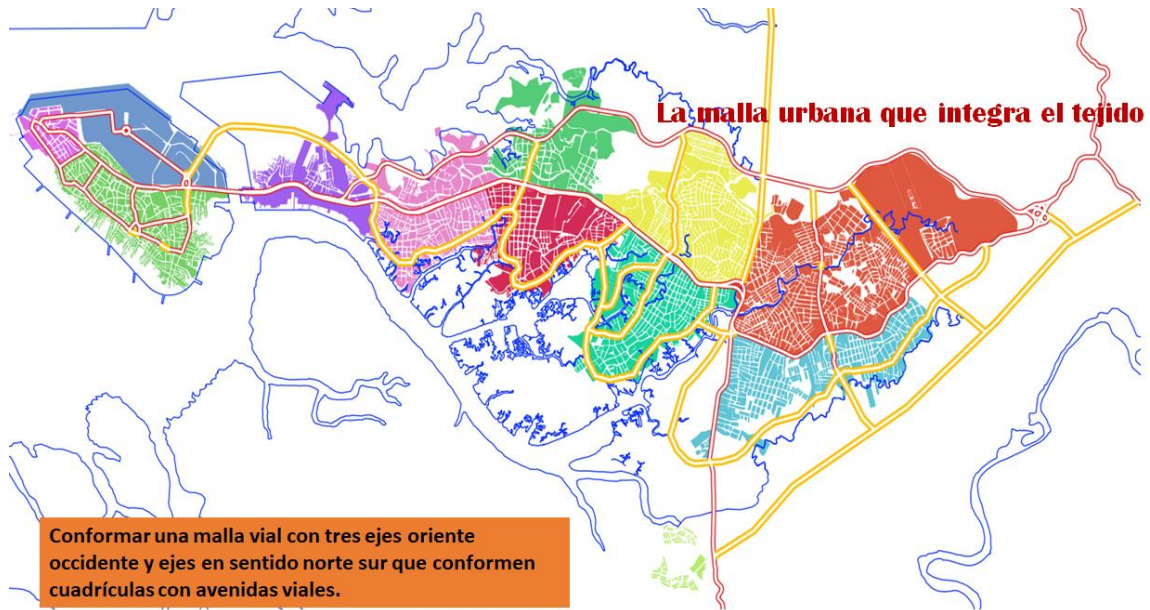 La malla urbana que integra el tejido
Conformar una malla vial con tres ejes oriente
occidente y ejes en sentido norte sur que conformen
cuadrículas con avenidas viales.